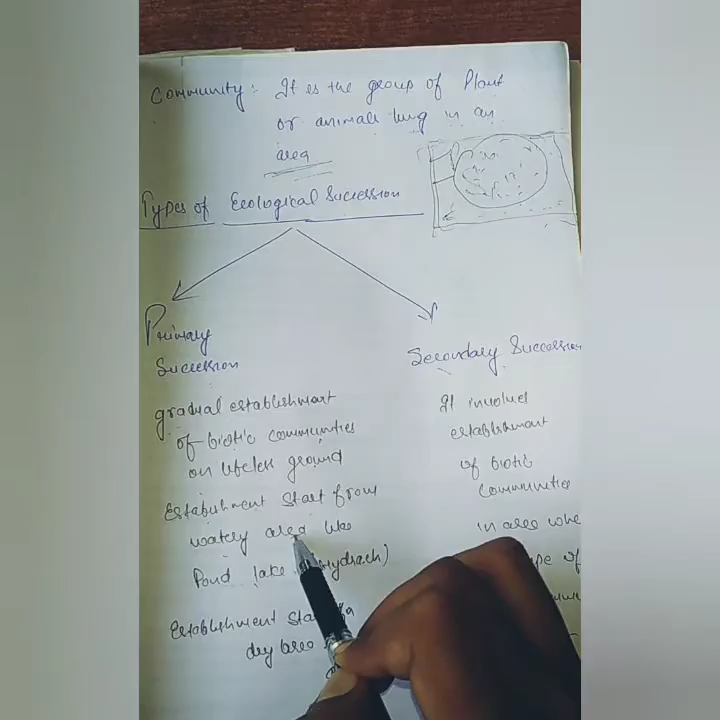 Community:- It is the group of Plant
or animals living in an
area
Types of Ecological Succession
Primary
Succession
gradual establishment
of biotic communities
on lifeless ground
Establishment Start from
watery area like
Pond lake
Establishment
dry area
Secondary Succession
It involves
establishment
of biotic
communities
in area